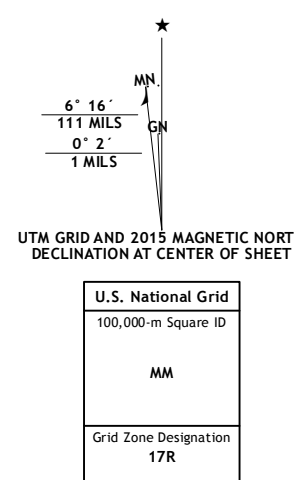 MN
6° 16´
111 MILS
GN
0° 2´
1 MILS
UTM GRID AND 2015 MAGNETIC NORT
DECLINATION AT CENTER OF SHEET
U.S. National Grid
100,000-m Square ID
MM
Grid Zone Designation
17R